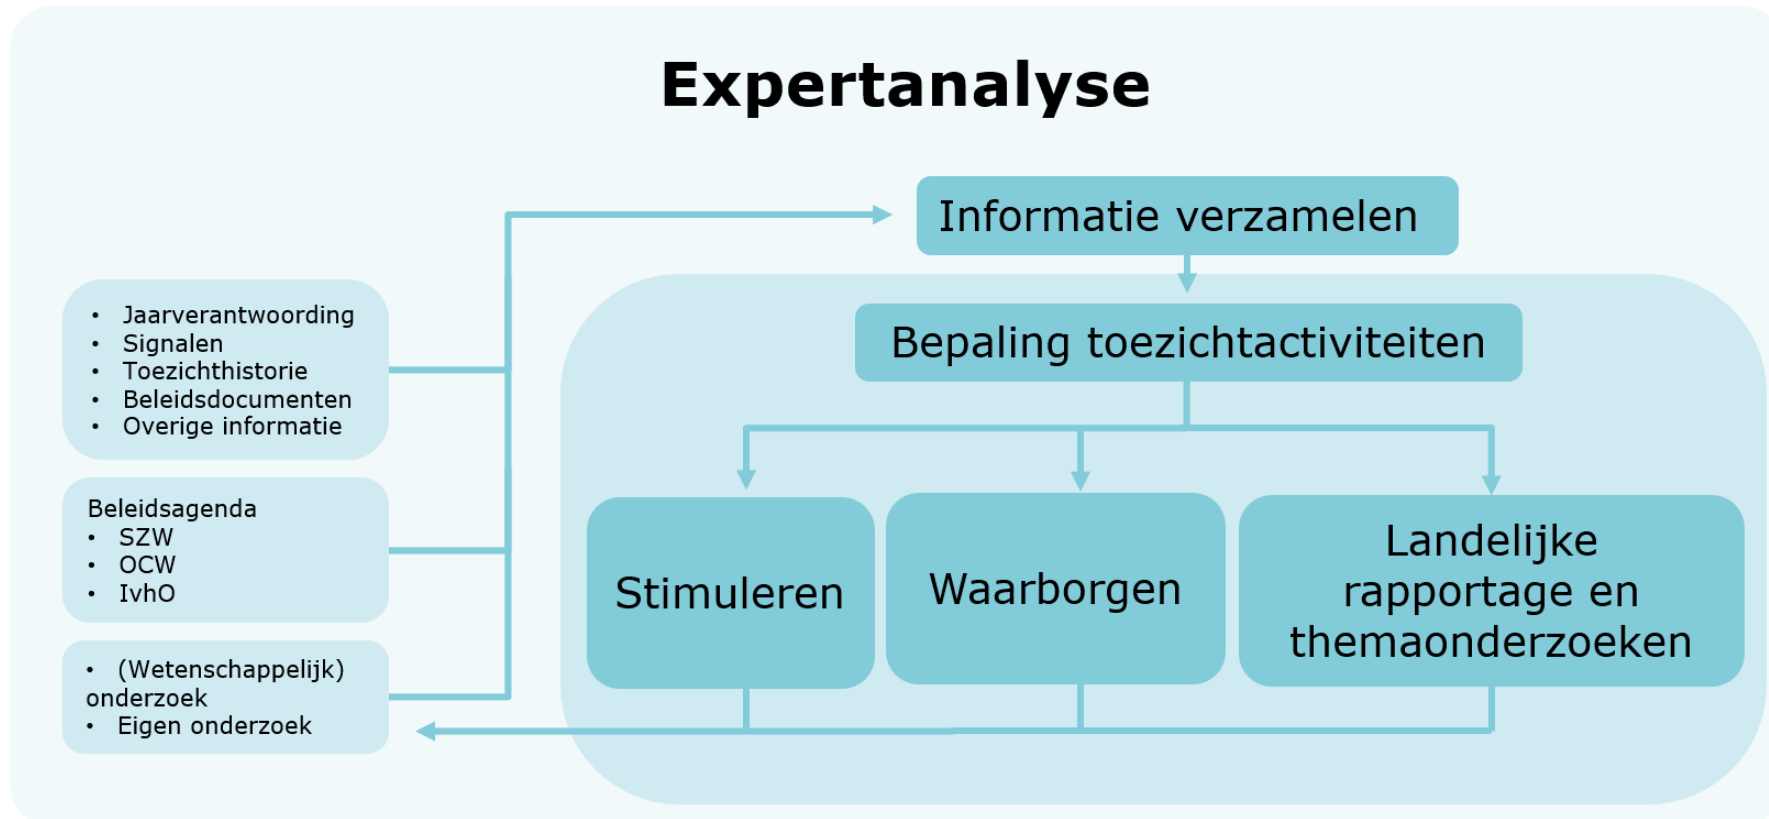 Expertanalyse
Informatie verzamelen
Bepaling toezichtactiviteiten
• Jaarverantwoording
• Signalen
• Toezichthistorie
• Beleidsdocumenten
• Overige informatie
Beleidsagenda
• SZW
• OCW
• IvhO
• (Wetenschappelijk)
onderzoek
• Eigen onderzoek
Stimuleren
Waarborgen
Landelijke
rapportage en
themaonderzoeken